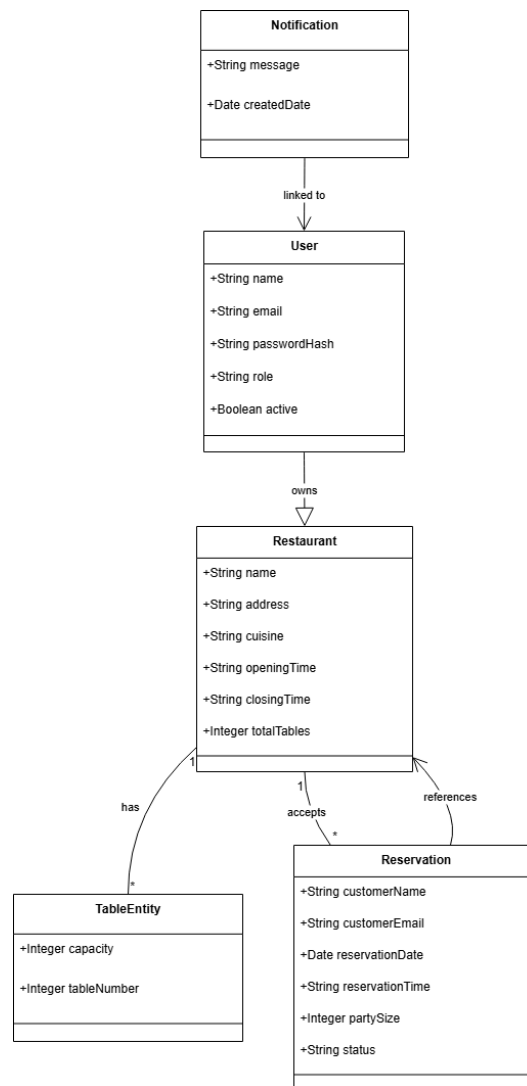 Notification
+String message
+Date createdDate
linked to
User
+String name
+String email
+String passwordHash
+String role
+Boolean active
owns
Restaurant
+String name
+String address
+String cuisine
+String openingTime
+String closingTime
+Integer totalTables
1
1
has
accepts
references
*
*
TableEntity
+Integer capacity
+Integer tableNumber
Reservation
+String customerName
+String customerEmail
+Date reservationDate
+String reservationTime
+Integer partySize
+String status